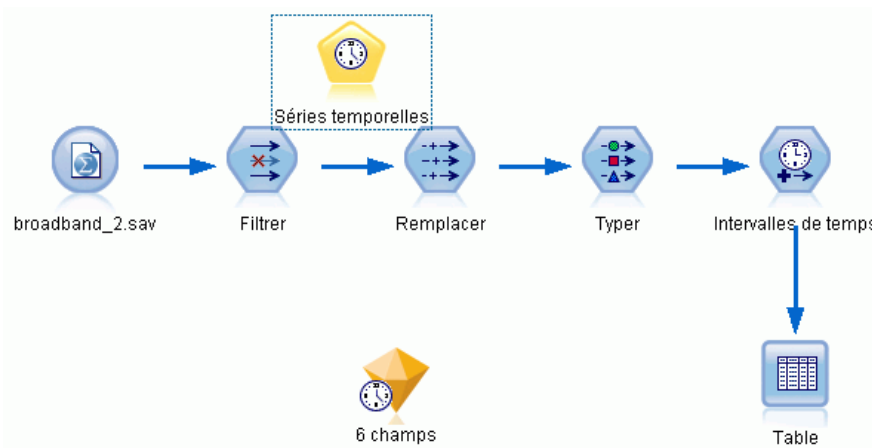 Séries temporelles
broadband_2.sav
Filtrer
Remplacer
Typer
Intervalles de temps
6 champs
Table